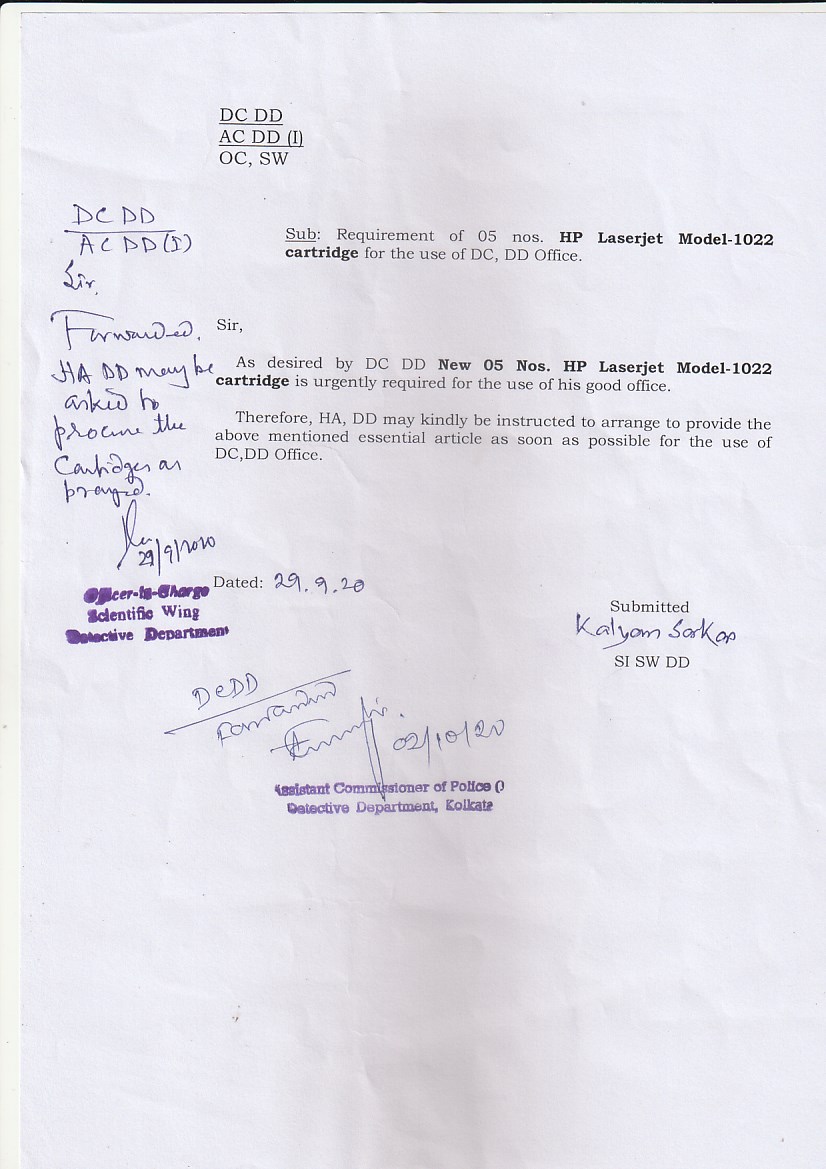 DC DD
AC DD (I)
OC, SW
DC DD
AC DD (I)
Sir,
Sub: Requirement of 05 nos. HP Laserjet Model-1022
cartridge for the use of DC, DD Office.
Forwarded.
HA DD may be
asked to
procure the
Cartridges as
prayed.
29/9/2020
Officer-in-Charge
Scientific Wing
Detective Department
Sir,
As desired by DC DD New 05 Nos. HP Laserjet Model-1022
cartridge is urgently required for the use of his good office.
Therefore, HA, DD may kindly be instructed to arrange to provide the
above mentioned essential article as soon as possible for the use of
DC,DD Office.
Dated: 29.9.20
Submitted
Kalyan Sarkar
SI SW DD
DC DD
Forwarded
02/10/20
Assistant Commissioner of Police (I
Detective Department, Kolkata